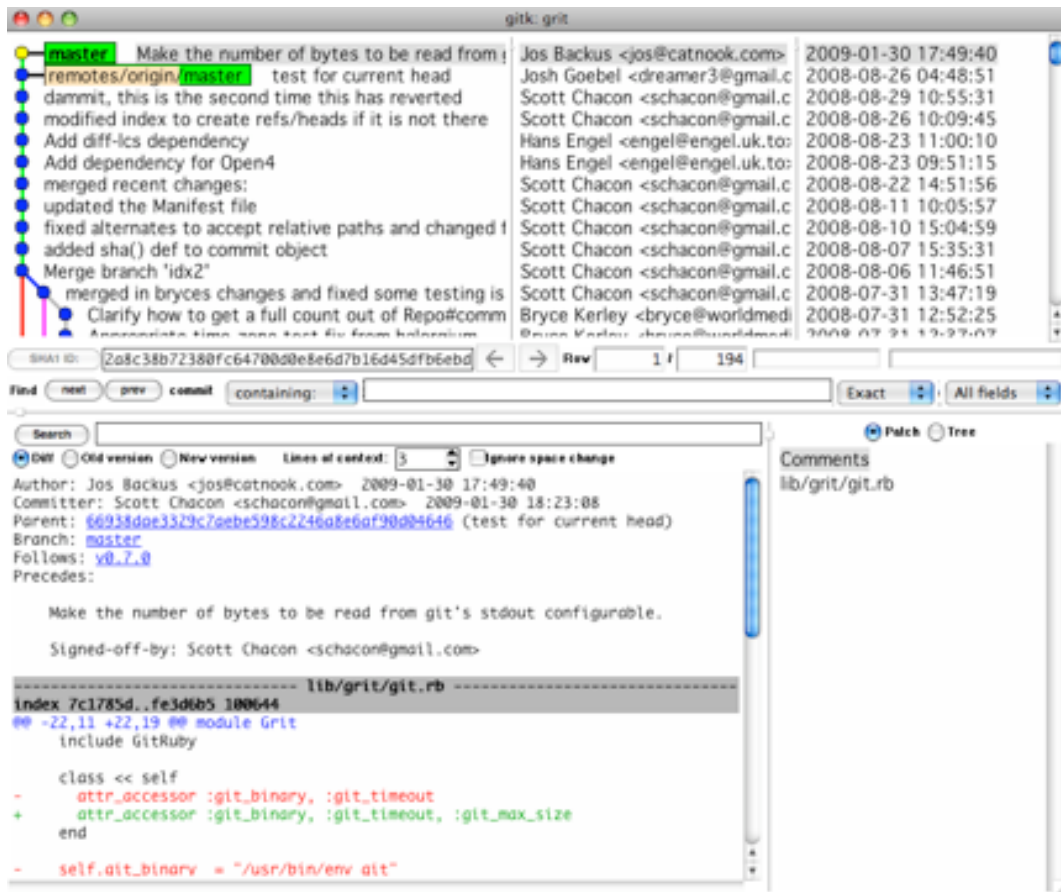 gitk: grit
master Make the number of bytes to be read from g Jos Backus <jos@catnook.com> 2009-01-30 17:49:40
remotes/origin/master test for current head Josh Goebel <dreamer3@gmail.c 2008-08-26 04:48:51
dammit, this is the second time this has reverted Scott Chacon <schacon@gmail.c 2008-08-29 10:55:31
modified index to create refs/heads if it is not there Scott Chacon <schacon@gmail.c 2008-08-26 10:09:45
Add diff-lcs dependency Hans Engel <engel@engel.uk.to> 2008-08-23 11:00:10
Add dependency for Open4 Hans Engel <engel@engel.uk.to> 2008-08-23 09:51:15
merged recent changes: Scott Chacon <schacon@gmail.c 2008-08-22 14:51:56
updated the Manifest file Scott Chacon <schacon@gmail.c 2008-08-11 10:05:57
fixed alternates to accept relative paths and changed f Scott Chacon <schacon@gmail.c 2008-08-10 15:04:59
added sha() def to commit object Scott Chacon <schacon@gmail.c 2008-08-07 15:35:31
Merge branch 'idx2' Scott Chacon <schacon@gmail.c 2008-08-06 11:46:51
merged in bryces changes and fixed some testing is Scott Chacon <schacon@gmail.c 2008-07-31 13:47:19
Clarify how to get a full count out of Repo#comm Bryce Kerley <bryce@worldmedi 2008-07-31 12:52:25
Appropriate time-zone test fix from Bryce Kerley <bryce@worldmedi 2008-07-31 12:37:07
SHA1 ID: 2a8c38b72380fc64700d0e8e6d7b16d45dfb6ebd Row 1 / 194
Find next prev commit containing: Exact All fields
Search Patch Tree
Diff Old version New version Lines of context: 3 Ignore space change
Comments
lib/grit/git.rb
Author: Jos Backus <jos@catnook.com> 2009-01-30 17:49:40
Committer: Scott Chacon <schacon@gmail.com> 2009-01-30 18:23:08
Parent: 66938dae3329c7aebe598c2246a8e6af90d04646 (test for current head)
Branch: master
Follows: v0.7.0
Precedes:
Make the number of bytes to be read from git's stdout configurable.
Signed-off-by: Scott Chacon <schacon@gmail.com>
------------------------------- lib/grit/git.rb -------------------------------
index 7c1785d..fe3d6b5 100644
@@ -22,11 +22,19 @@ module Grit
include GitRuby
class << self
- attr_accessor :git_binary, :git_timeout
+ attr_accessor :git_binary, :git_timeout, :git_max_size
end
- self.git_binary = "/usr/bin/env git"